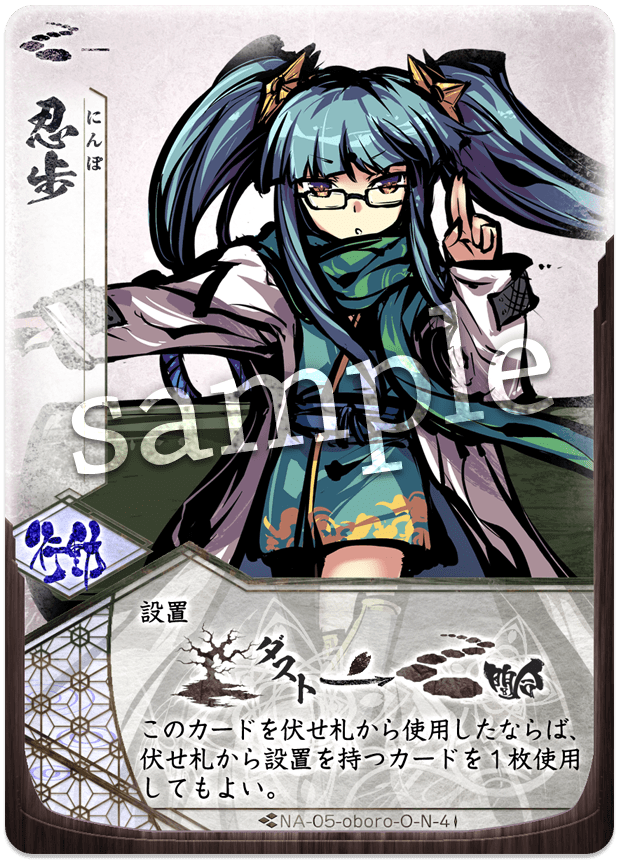 忍歩
にんぽ
sample
行動
設置
ダスト
間合
このカードを伏せ札から使用したならば、
伏せ札から設置を持つカードを1枚使用
してもよい。
NA-05-oboro-O-N-4